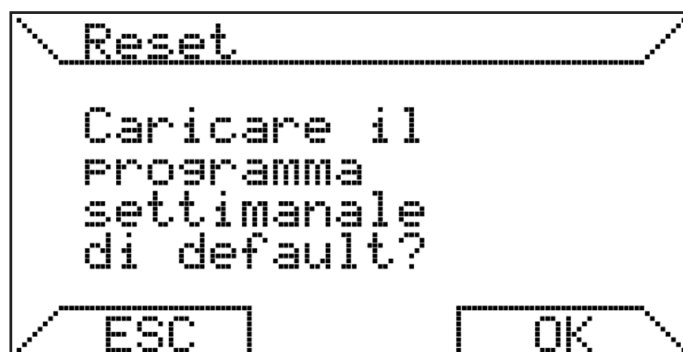 Reset
Caricare il
programma
settimanale
di default?
ESC OK